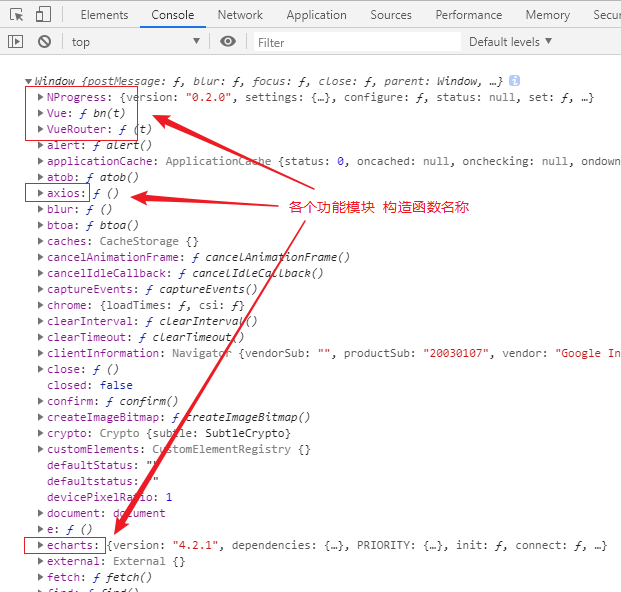 Elements Console Network Application Sources Performance Memory Secu
top Filter Default levels
Window {postMessage: ƒ, blur: ƒ, focus: ƒ, close: ƒ, parent: Window, …}
NProgress: {version: "0.2.0", settings: {…}, configure: ƒ, status: null, set: ƒ, …}
Vue: ƒ bn(t)
VueRouter: ƒ (t)
alert: ƒ alert()
applicationCache: ApplicationCache {status: 0, oncached: null, onchecking: null, ondown
atob: ƒ atob()
axios: ƒ ()
各个功能模块 构造函数名称
blur: ƒ ()
btoa: ƒ btoa()
caches: CacheStorage {}
cancelAnimationFrame: ƒ cancelAnimationFrame()
cancelIdleCallback: ƒ cancelIdleCallback()
captureEvents: ƒ captureEvents()
chrome: {loadTimes: ƒ, csi: ƒ}
clearInterval: ƒ clearInterval()
clearTimeout: ƒ clearTimeout()
clientInformation: Navigator {vendorSub: "", productSub: "20030107", vendor: "Google In
close: ƒ ()
closed: false
confirm: ƒ confirm()
createImageBitmap: ƒ createImageBitmap()
crypto: Crypto {subtle: SubtleCrypto}
customElements: CustomElementRegistry {}
defaultStatus: ""
defaultstatus: ""
devicePixelRatio: 1
document: document
e: ƒ ()
echarts: {version: "4.2.1", dependencies: {…}, PRIORITY: {…}, init: ƒ, connect: ƒ, …}
external: External {}
fetch: ƒ fetch()
find: ƒ find()